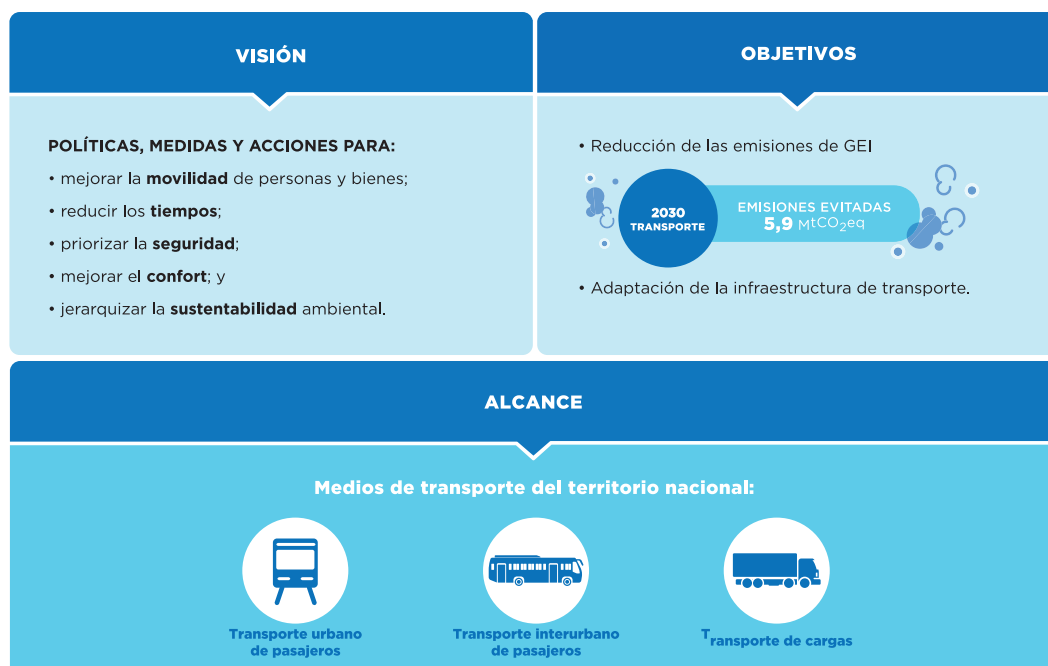 VISIÓN
POLÍTICAS, MEDIDAS Y ACCIONES PARA:
• mejorar la movilidad de personas y bienes;
• reducir los tiempos;
• priorizar la seguridad;
• mejorar el confort; y
• jerarquizar la sustentabilidad ambiental.
OBJETIVOS
• Reducción de las emisiones de GEI
2030
TRANSPORTE
EMISIONES EVITADAS
5,9 MtCO₂eq
• Adaptación de la infraestructura de transporte.
ALCANCE
Medios de transporte del territorio nacional:
Transporte urbano
de pasajeros
Transporte interurbano
de pasajeros
Transporte de cargas